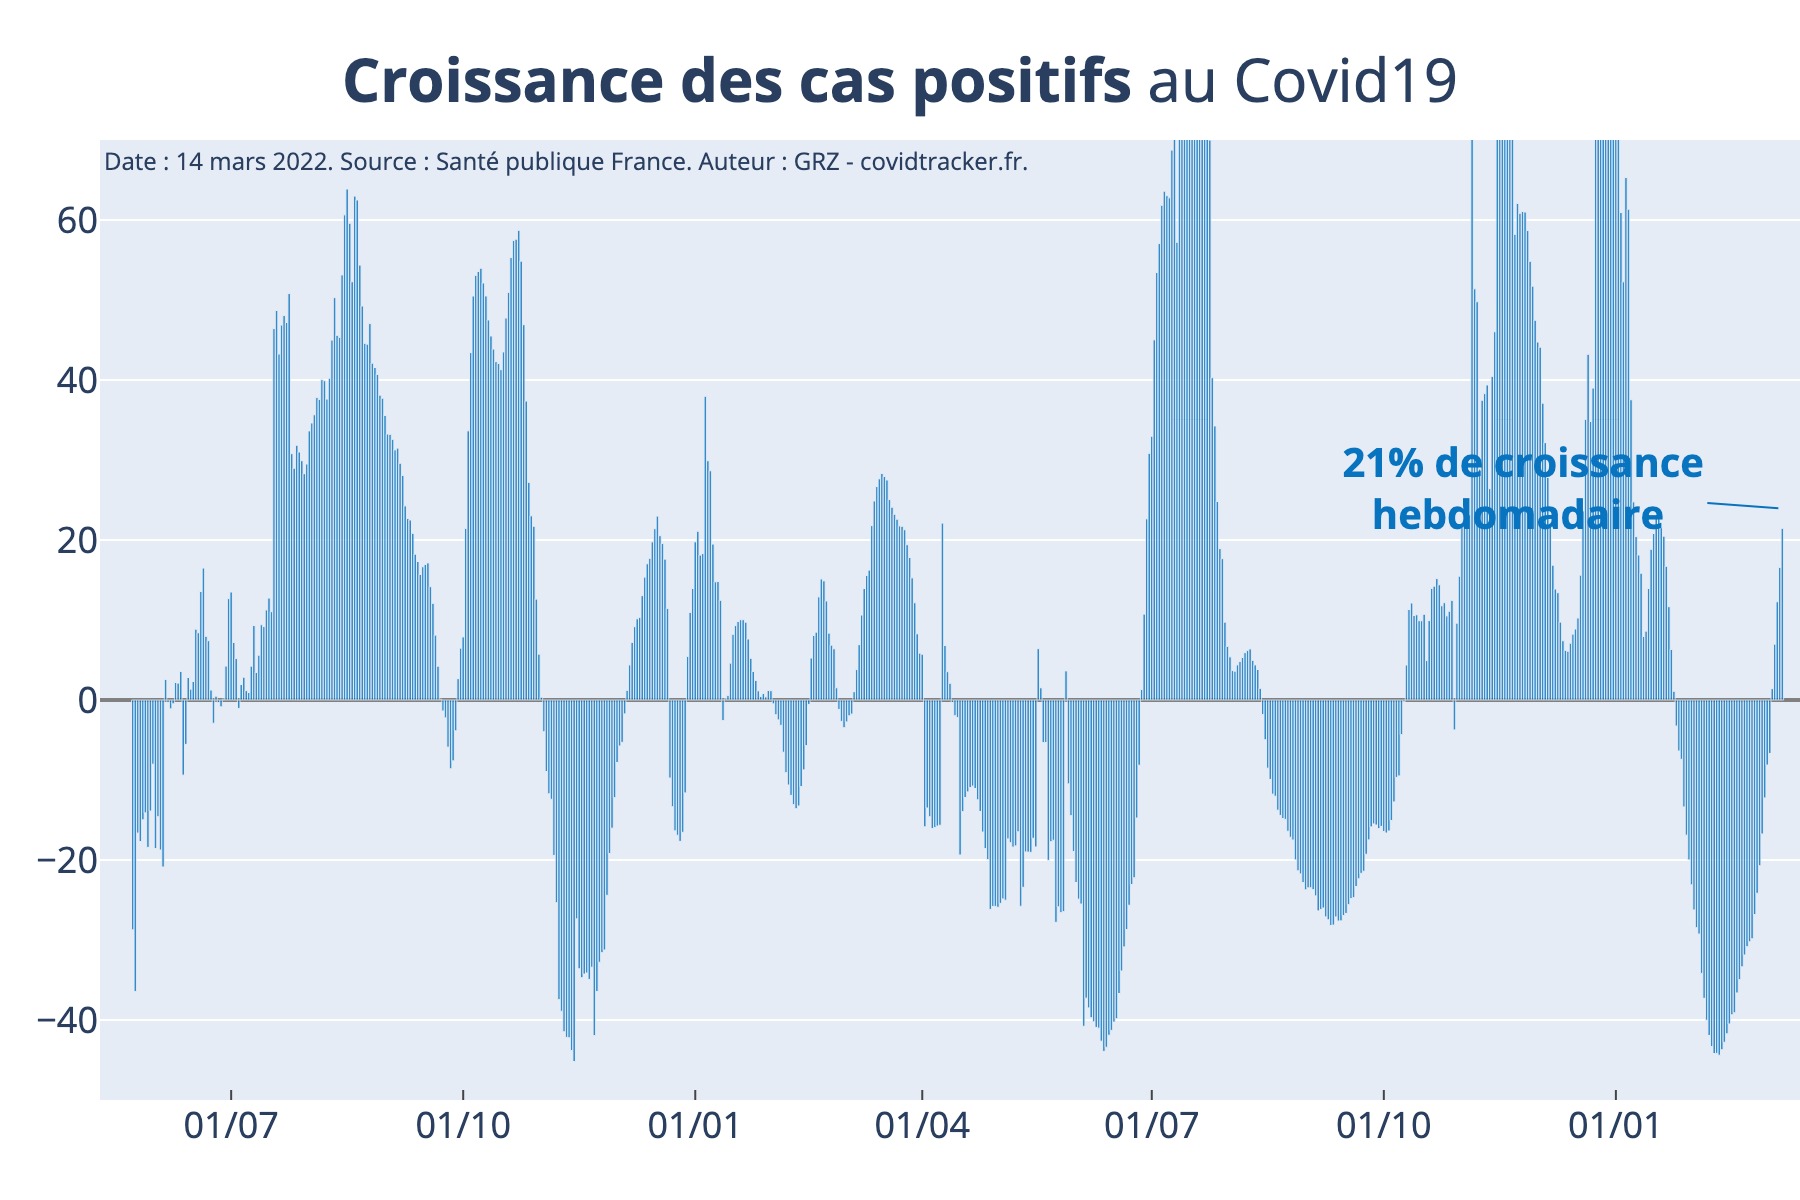 Croissance des cas positifs au Covid19
Date : 14 mars 2022. Source : Santé publique France. Auteur : GRZ - covidtracker.fr.
60
40
21% de croissance
hebdomadaire
20
0
−20
−40
01/07 01/10 01/01 01/04 01/07 01/10 01/01